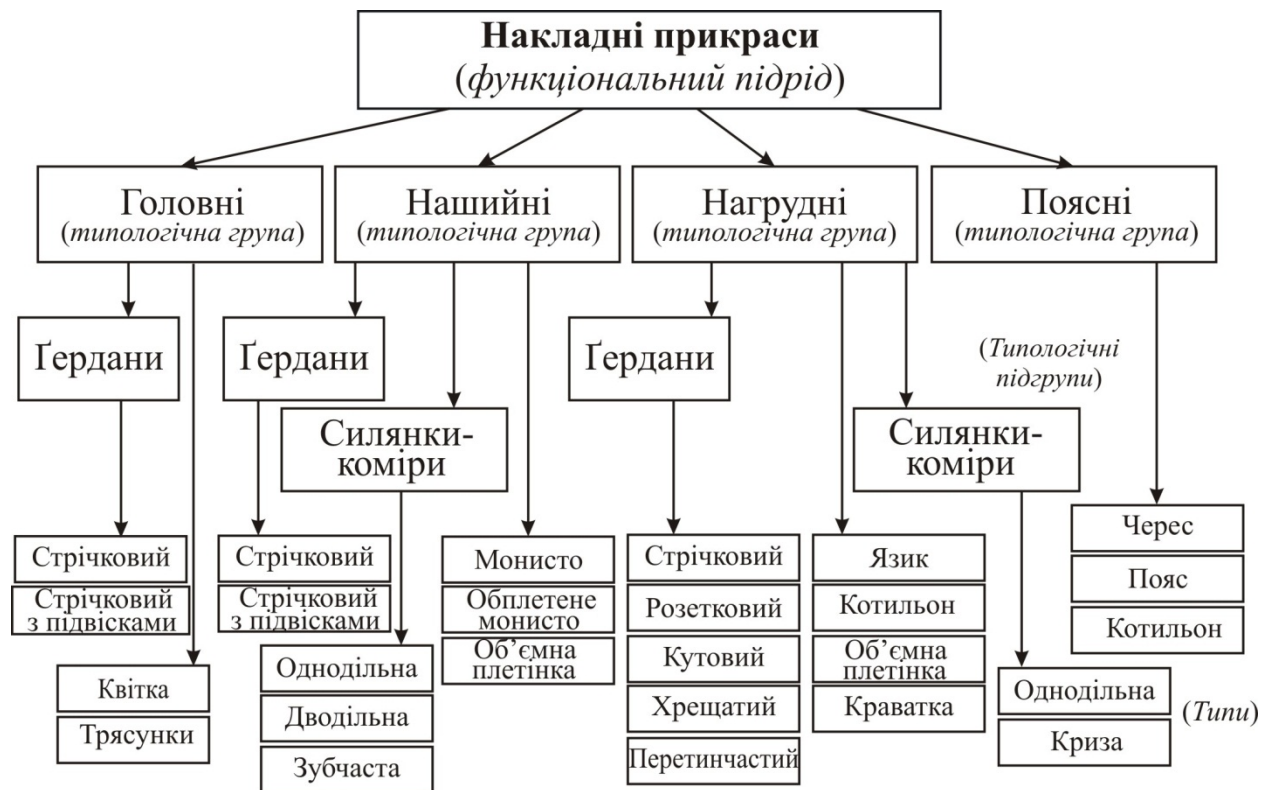 Накладні прикраси
(функціональний підрід)
Головні
(типологічна група)
Нашийні
(типологічна група)
Нагрудні
(типологічна група)
Поясні
(типологічна група)
Ґердани
Ґердани
Ґердани
(Типологічні
підгрупи)
Силянки-
коміри
Силянки-
коміри
Стрічковий
Стрічковий
з підвісками
Квітка
Трясунки
Стрічковий
Стрічковий
з підвісками
Однодільна
Дводільна
Зубчаста
Монисто
Обплетене
монисто
Об’ємна
плетінка
Стрічковий
Розетковий
Кутовий
Хрещатий
Перетинчастий
Язик
Котильон
Об’ємна
плетінка
Краватка
Однодільна
Криза
Черес
Пояс
Котильон
(Типи)